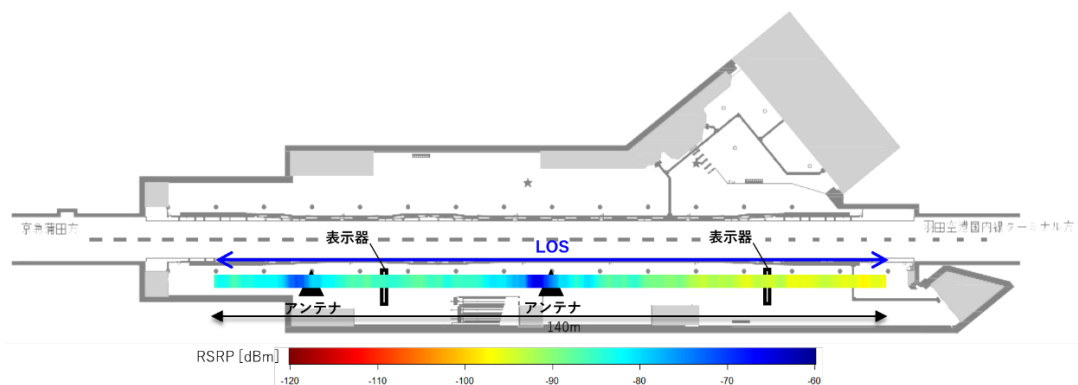 京急蒲田方
羽田空港国内線ターミナル方
表示器
表示器
LOS
アンテナ
アンテナ
140m
RSRP [dBm]
-120 -110 -100 -90 -80 -70 -60